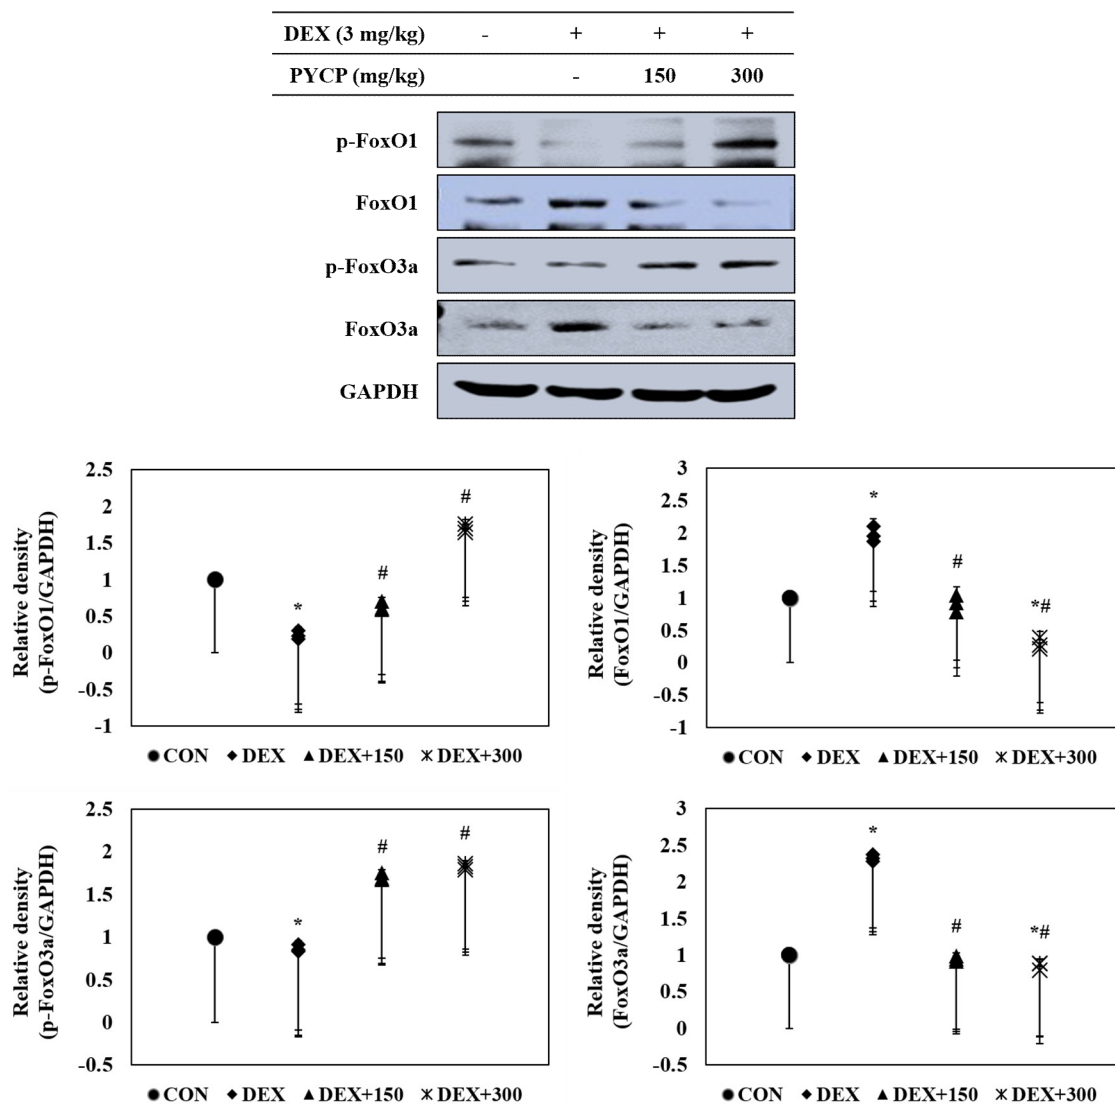 DEX (3 mg/kg) - + + +
PYCP (mg/kg) - 150 300
p-FoxO1
FoxO1
p-FoxO3a
FoxO3a
GAPDH
Relative density
(p-FoxO1/GAPDH)
2.5
2
1.5
1
0.5
0
-0.5
-1
*
#
#
● CON ◆ DEX ▲ DEX+150 ж DEX+300
Relative density
(FoxO1/GAPDH)
3
2.5
2
1.5
1
0.5
0
-0.5
-1
*
#
*#
● CON ◆ DEX ▲ DEX+150 ж DEX+300
Relative density
(p-FoxO3a/GAPDH)
2.5
2
1.5
1
0.5
0
-0.5
*
#
#
● CON ◆ DEX ▲ DEX+150 ж DEX+300
Relative density
(FoxO3a/GAPDH)
3
2.5
2
1.5
1
0.5
0
-0.5
*
#
*#
● CON ◆ DEX ▲ DEX+150 ж DEX+300